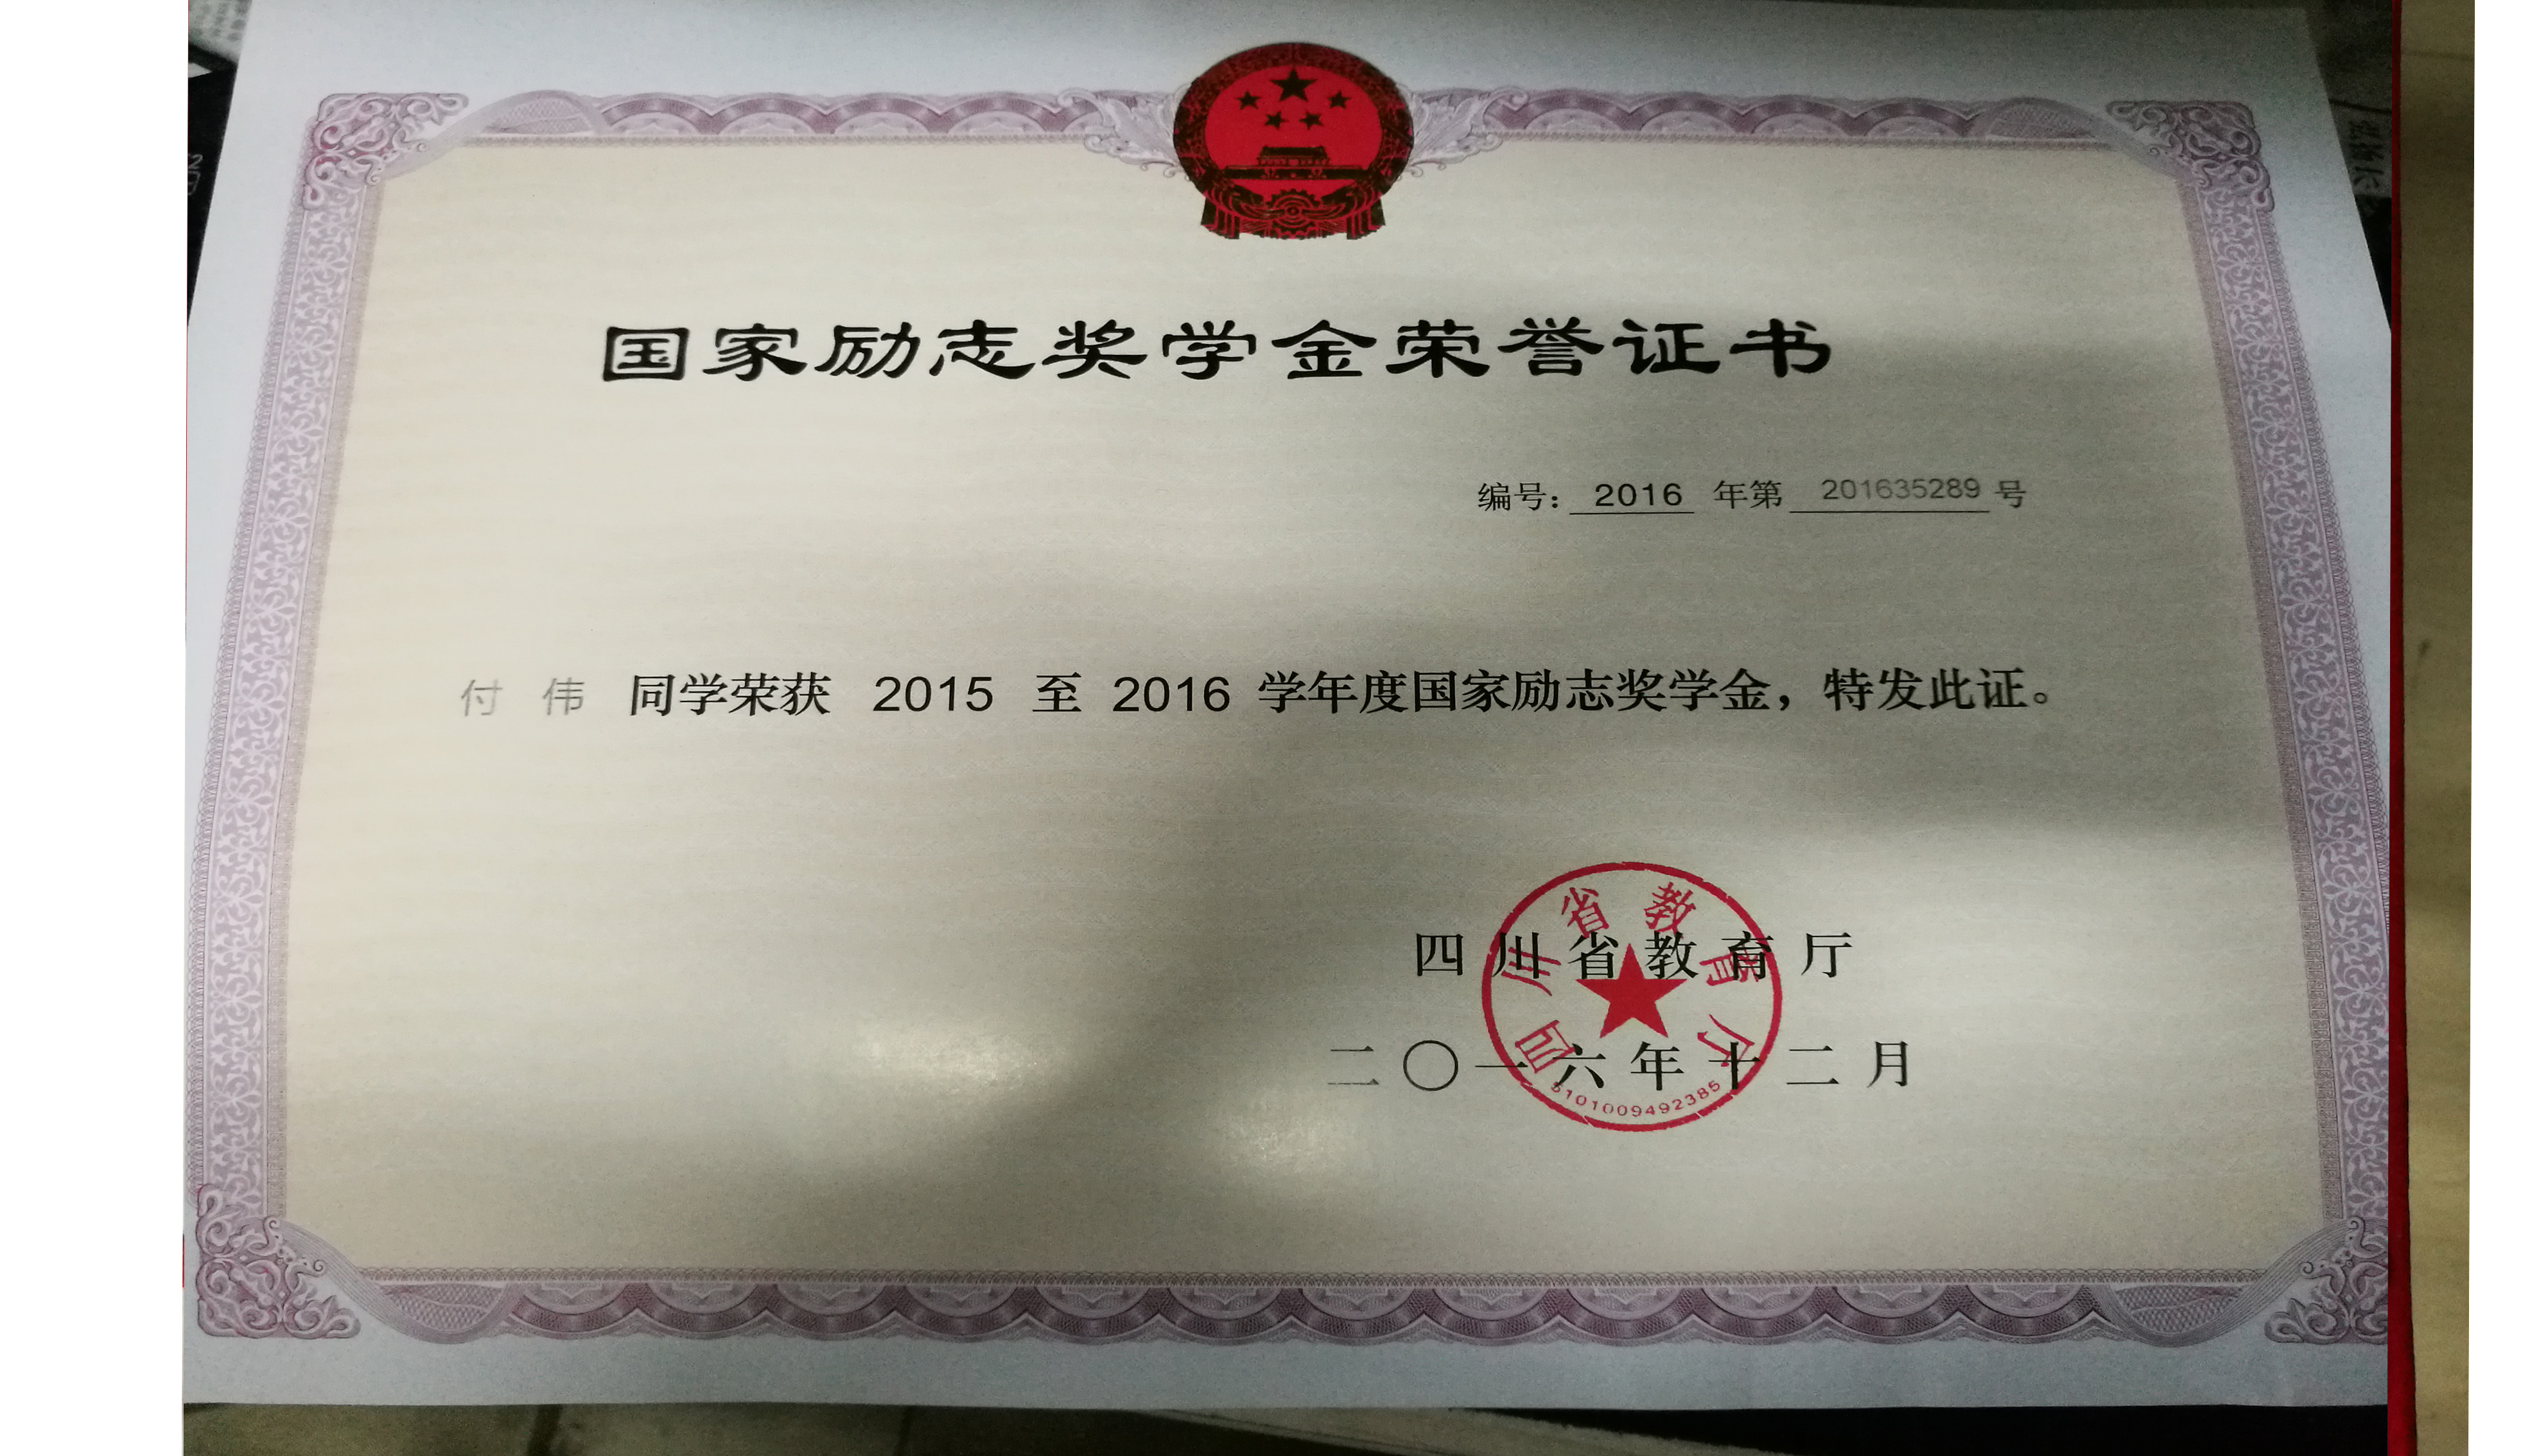 国家励志奖学金荣誉证书
编号: 2016 年第 201635289 号
付 伟 同学荣获 2015 至 2016 学年度国家励志奖学金，特发此证。
四川省教育厅
二〇一六年十二月
四川省教育厅
5101009492385